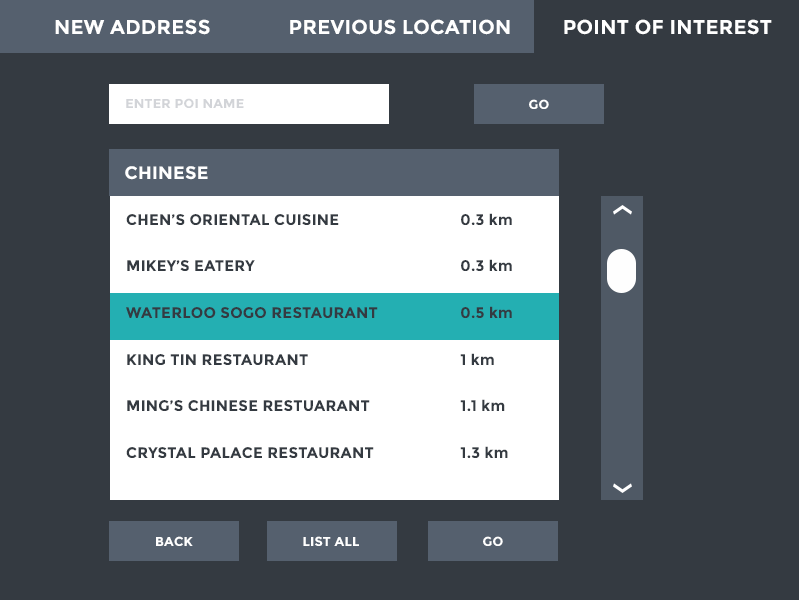 NEW ADDRESS PREVIOUS LOCATION POINT OF INTEREST
ENTER POI NAME GO
CHINESE
CHEN’S ORIENTAL CUISINE 0.3 km
MIKEY’S EATERY 0.3 km
WATERLOO SOGO RESTAURANT 0.5 km
KING TIN RESTAURANT 1 km
MING’S CHINESE RESTUARANT 1.1 km
CRYSTAL PALACE RESTAURANT 1.3 km
BACK LIST ALL GO